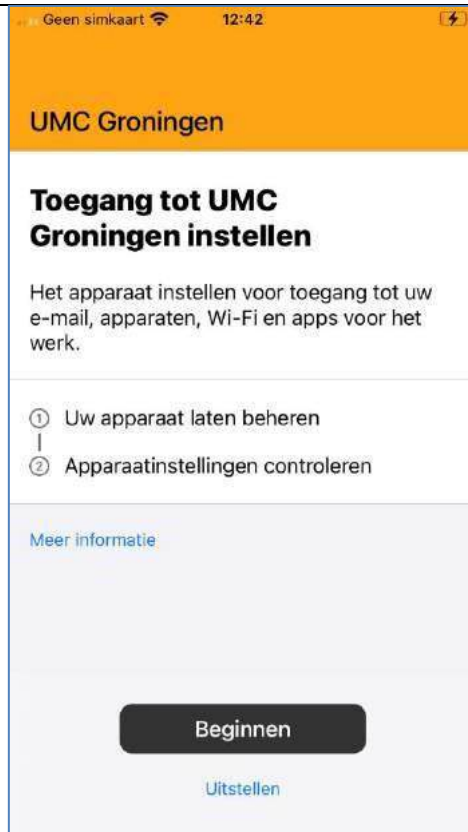 Geen simkaart 12:42
UMC Groningen
Toegang tot UMC
Groningen instellen
Het apparaat instellen voor toegang tot uw
e-mail, apparaten, Wi-Fi en apps voor het
werk.
1 Uw apparaat laten beheren
2 Apparaatinstellingen controleren
Meer informatie
Beginnen
Uitstellen